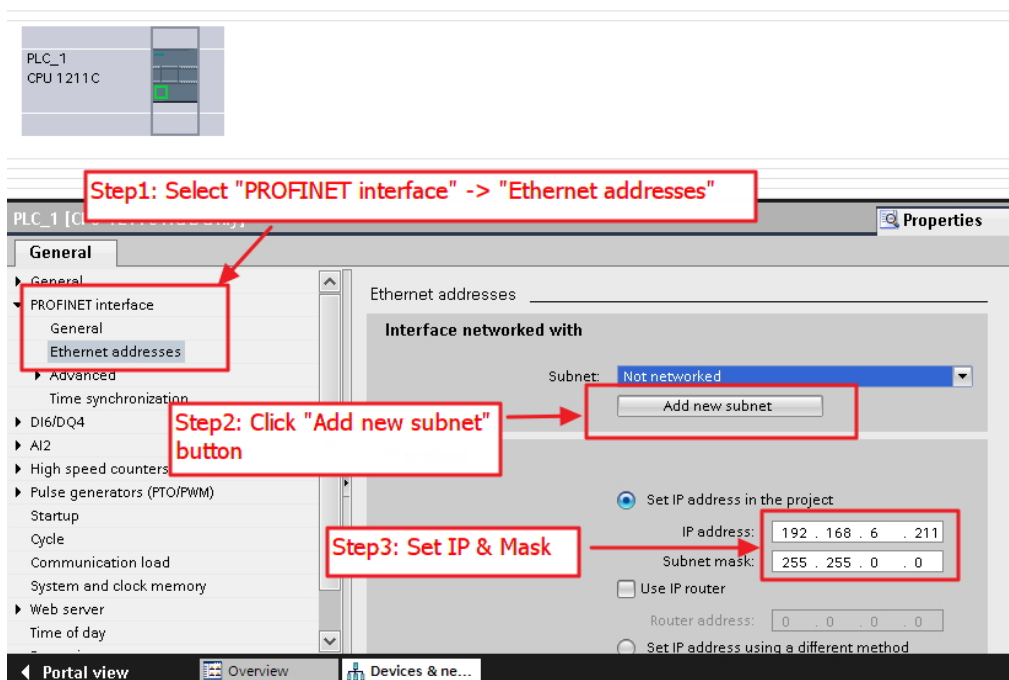 PLC_1
CPU 1211C
Step1: Select "PROFINET interface" -> "Ethernet addresses"
PLC_1
Properties
General
General
PROFINET interface
General
Ethernet addresses
Advanced
Time synchronization
DI6/DQ4
AI2
High speed counters
Pulse generators (PTO/PWM)
Startup
Cycle
Communication load
System and clock memory
Web server
Time of day
Ethernet addresses
Interface networked with
Subnet: Not networked
Add new subnet
Step2: Click "Add new subnet"
button
Set IP address in the project
IP address: 192 . 168 . 6 . 211
Step3: Set IP & Mask
Subnet mask: 255 . 255 . 0 . 0
Use IP router
Router address: 0 . 0 . 0 . 0
Set IP address using a different method
Portal view
Overview
Devices & ne...